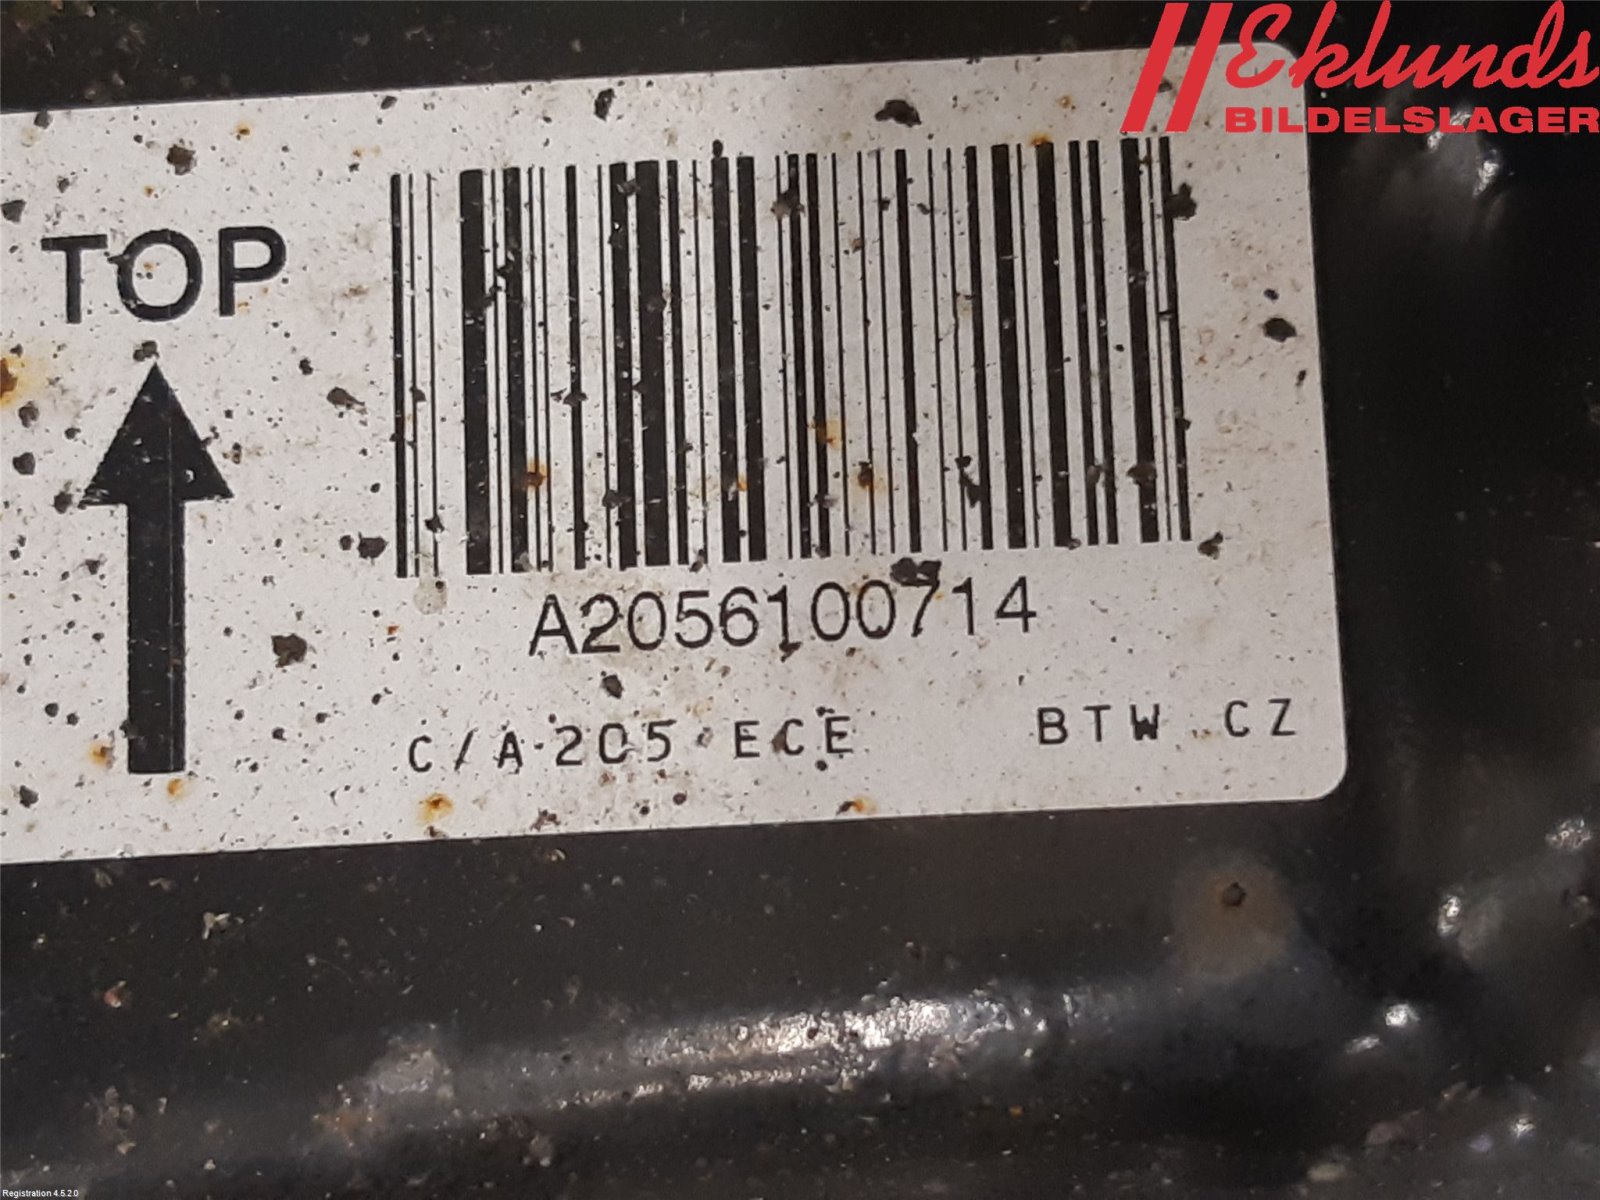 Eklunds
BILDELSLAGER
TOP
A2056100714
C/A 205 ECE BTW CZ
Registration 4.5.2.0